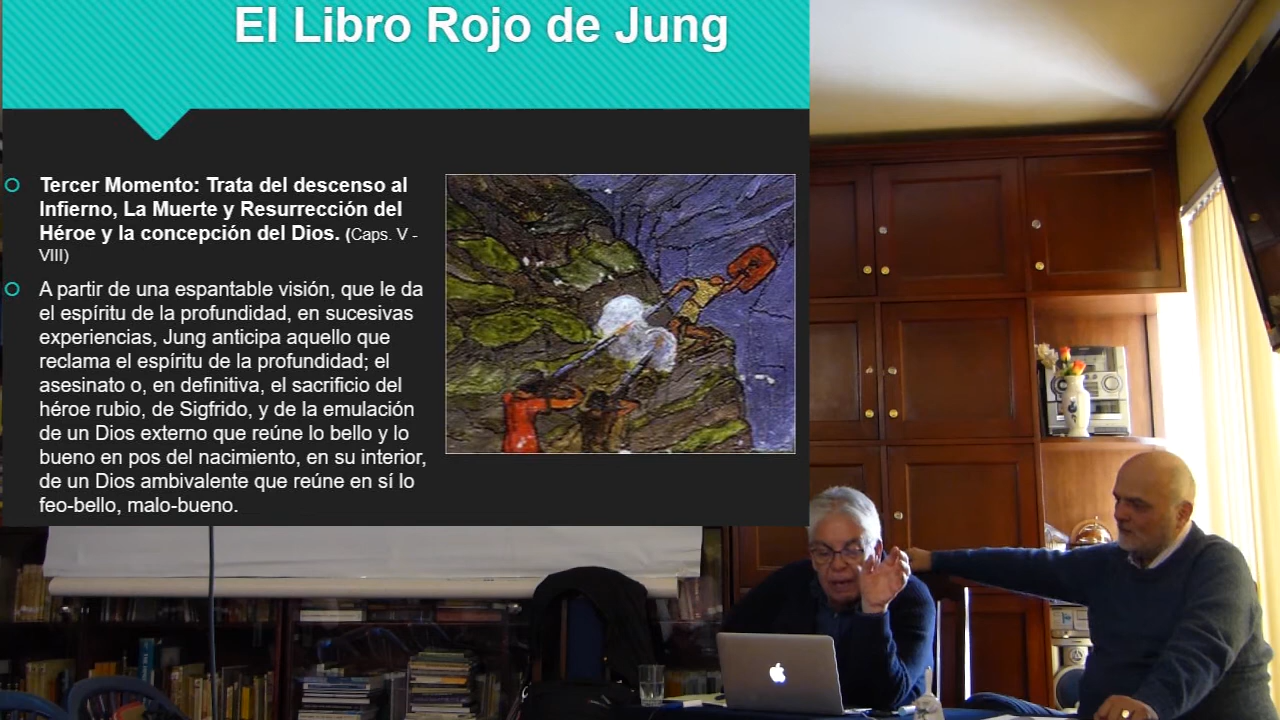 El Libro Rojo de Jung
Tercer Momento: Trata del descenso al
Infierno, La Muerte y Resurrección del
Héroe y la concepción del Dios. (Caps. V -
VIII)
A partir de una espantable visión, que le da
el espíritu de la profundidad, en sucesivas
experiencias, Jung anticipa aquello que
reclama el espíritu de la profundidad; el
asesinato o, en definitiva, el sacrificio del
héroe rubio, de Sigfrido, y de la emulación
de un Dios externo que reúne lo bello y lo
bueno en pos del nacimiento, en su interior,
de un Dios ambivalente que reúne en sí lo
feo-bello, malo-bueno.